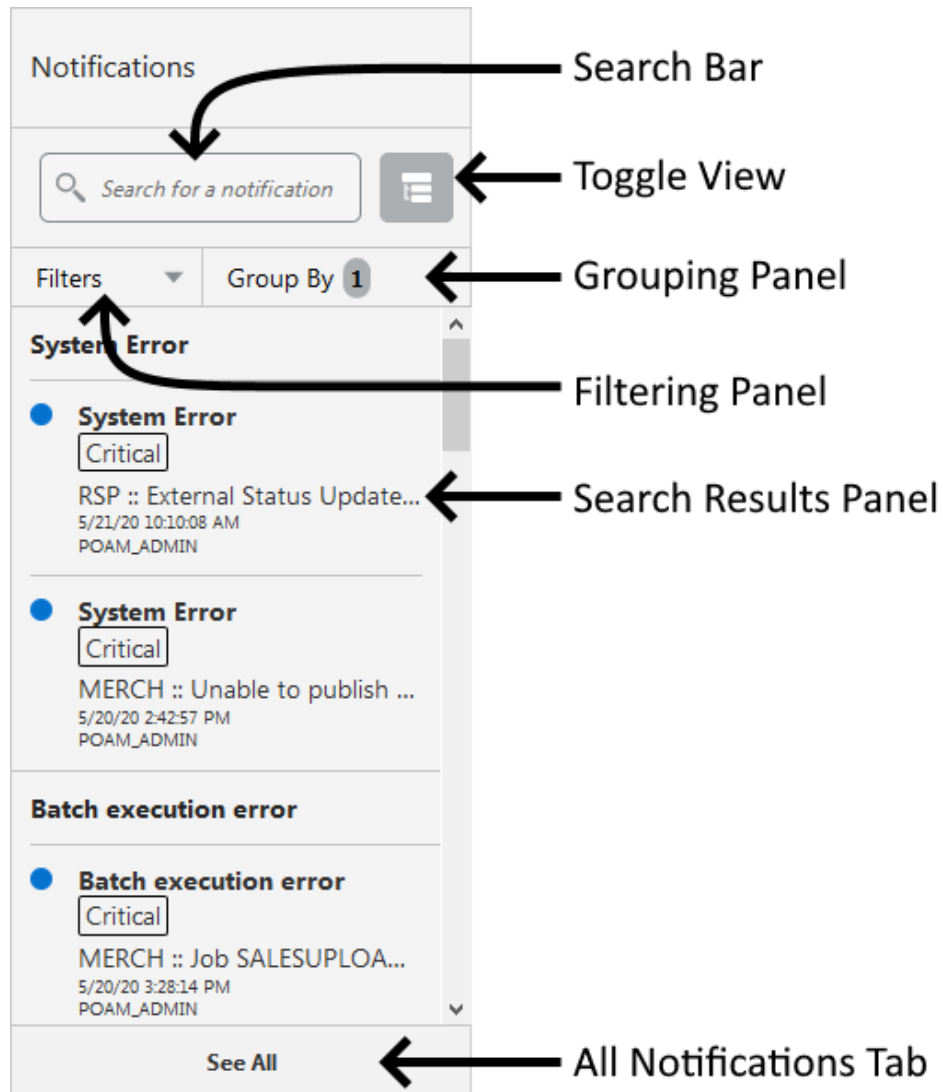 Notifications
Search Bar
Search for a notification
Toggle View
Filters
Group By 1
Grouping Panel
System Error
Filtering Panel
System Error
Critical
RSP :: External Status Update...
Search Results Panel
5/21/20 10:10:08 AM
POAM_ADMIN
System Error
Critical
MERCH :: Unable to publish ...
5/20/20 2:42:57 PM
POAM_ADMIN
Batch execution error
Batch execution error
Critical
MERCH :: Job SALESUPLOA...
5/20/20 3:28:14 PM
POAM_ADMIN
See All
All Notifications Tab